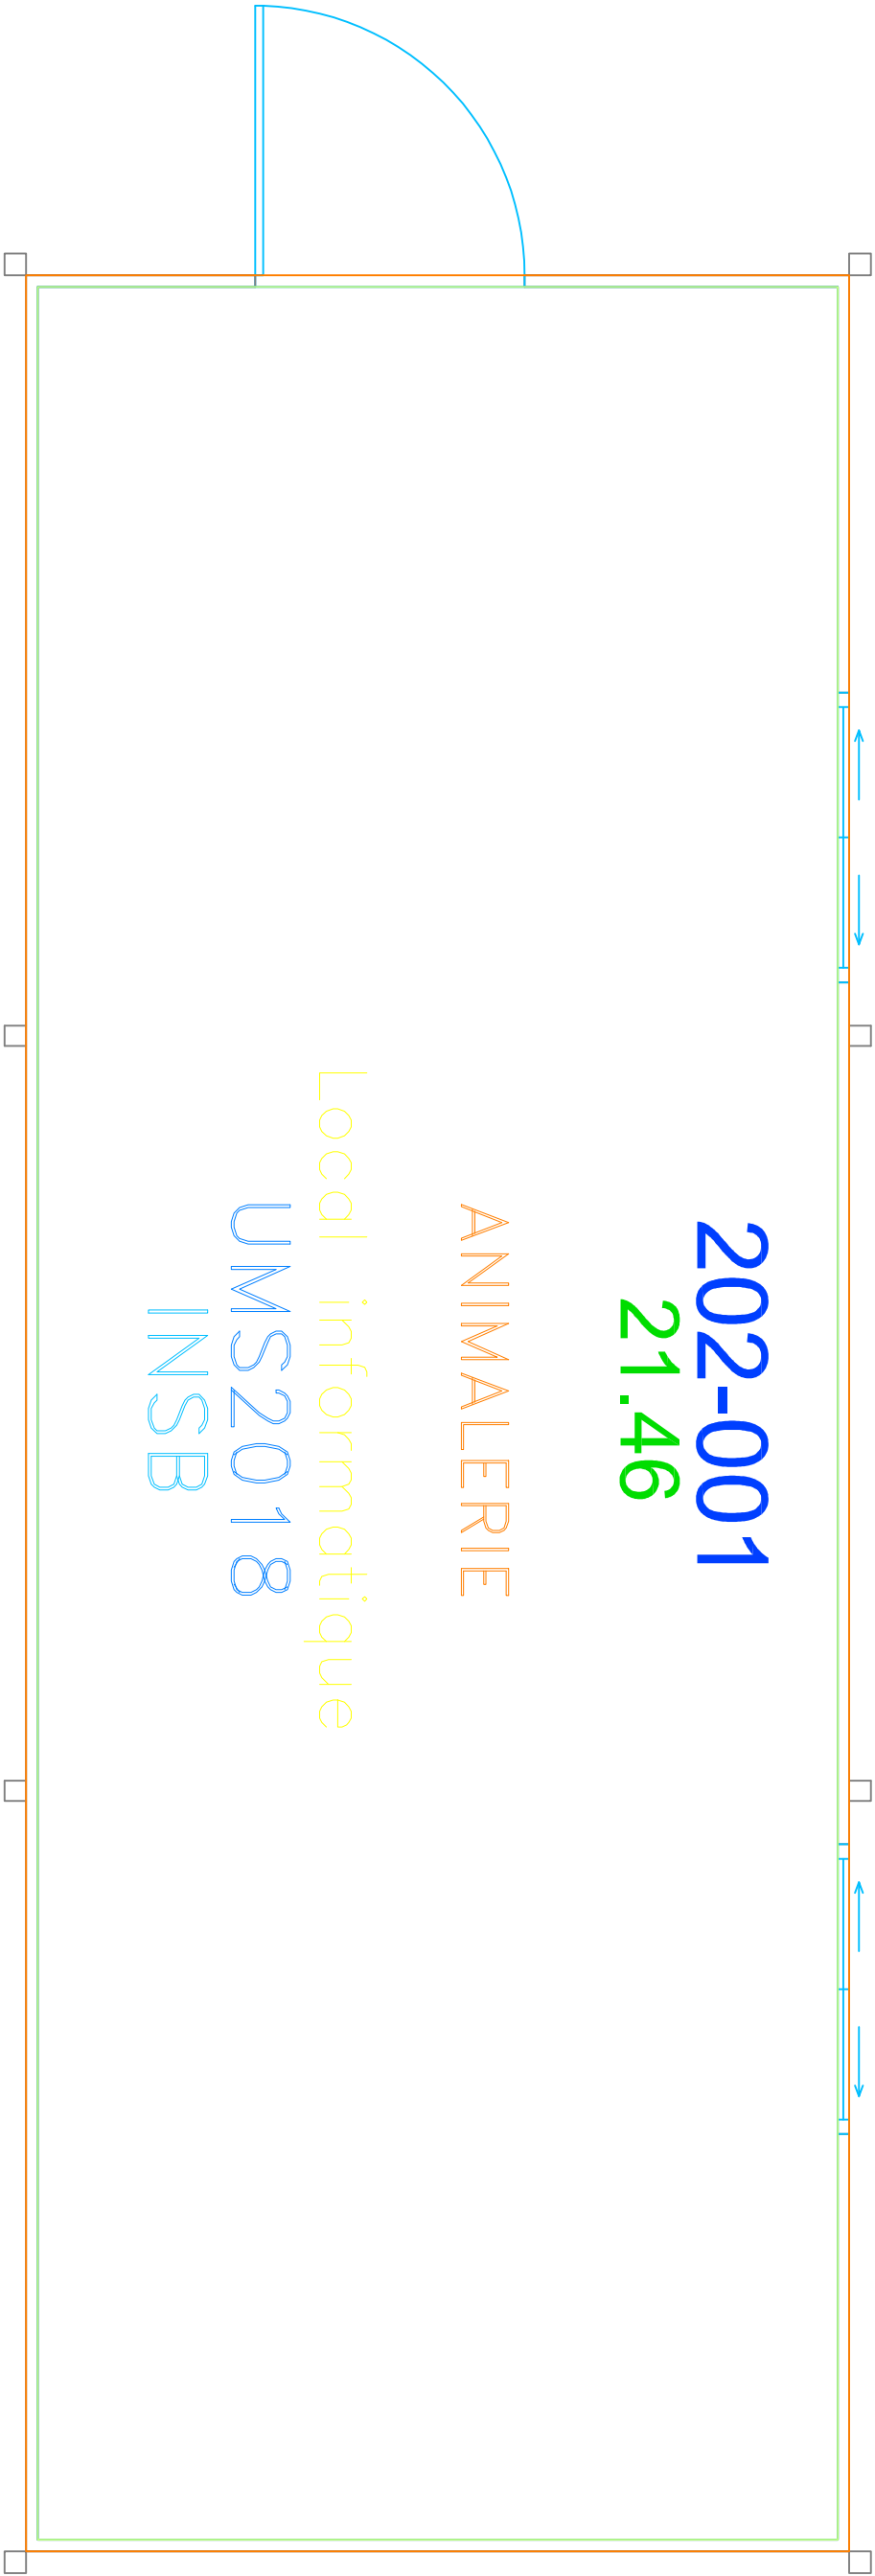 202-001
21.46
ANIMALERIE
Local informatique
UMS2018
INSB